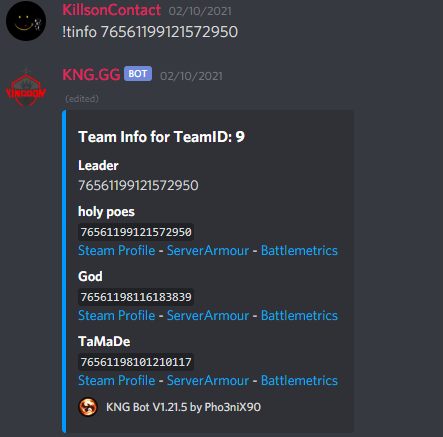 KillsonContact 02/10/2021
!tinfo 76561199121572950
KINGDOM
KNG.GG BOT 02/10/2021
(edited)
Team Info for TeamID: 9
Leader
76561199121572950
holy poes
76561199121572950
Steam Profile - ServerArmour - Battlemetrics
God
76561198116183839
Steam Profile - ServerArmour - Battlemetrics
TaMaDe
76561198101210117
Steam Profile - ServerArmour - Battlemetrics
KNG Bot V1.21.5 by Pho3niX90